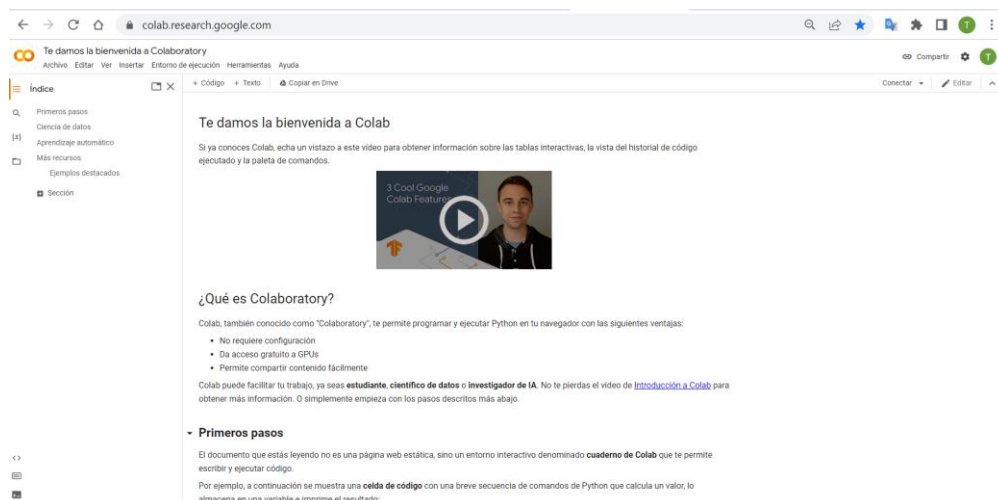 colab.research.google.com
T
Te damos la bienvenida a Colaboratory
Archivo Editar Ver Insertar Entorno de ejecución Herramientas Ayuda
Compartir
T
Índice
Primeros pasos
Ciencia de datos
Aprendizaje automático
Más recursos
Ejemplos destacados
Sección
+ Código + Texto Copiar en Drive
Conectar Editar
Te damos la bienvenida a Colab
Si ya conoces Colab, echa un vistazo a este video para obtener información sobre las tablas interactivas, la vista del historial de código
ejecutado y la paleta de comandos.
3 Cool Google
Colab Features
¿Qué es Colaboratory?
Colab, también conocido como "Colaboratory", te permite programar y ejecutar Python en tu navegador con las siguientes ventajas:
• No requiere configuración
• Da acceso gratuito a GPUs
• Permite compartir contenido fácilmente
Colab puede facilitar tu trabajo, ya seas estudiante, científico de datos o investigador de IA. No te pierdas el vídeo de Introducción a Colab para
obtener más información. O simplemente empieza con los pasos descritos más abajo.
Primeros pasos
El documento que estás leyendo no es una página web estática, sino un entorno interactivo denominado cuaderno de Colab que te permite
escribir y ejecutar código.
Por ejemplo, a continuación se muestra una celda de código con una breve secuencia de comandos de Python que calcula un valor, lo
almacena en una variable e imprime el resultado: